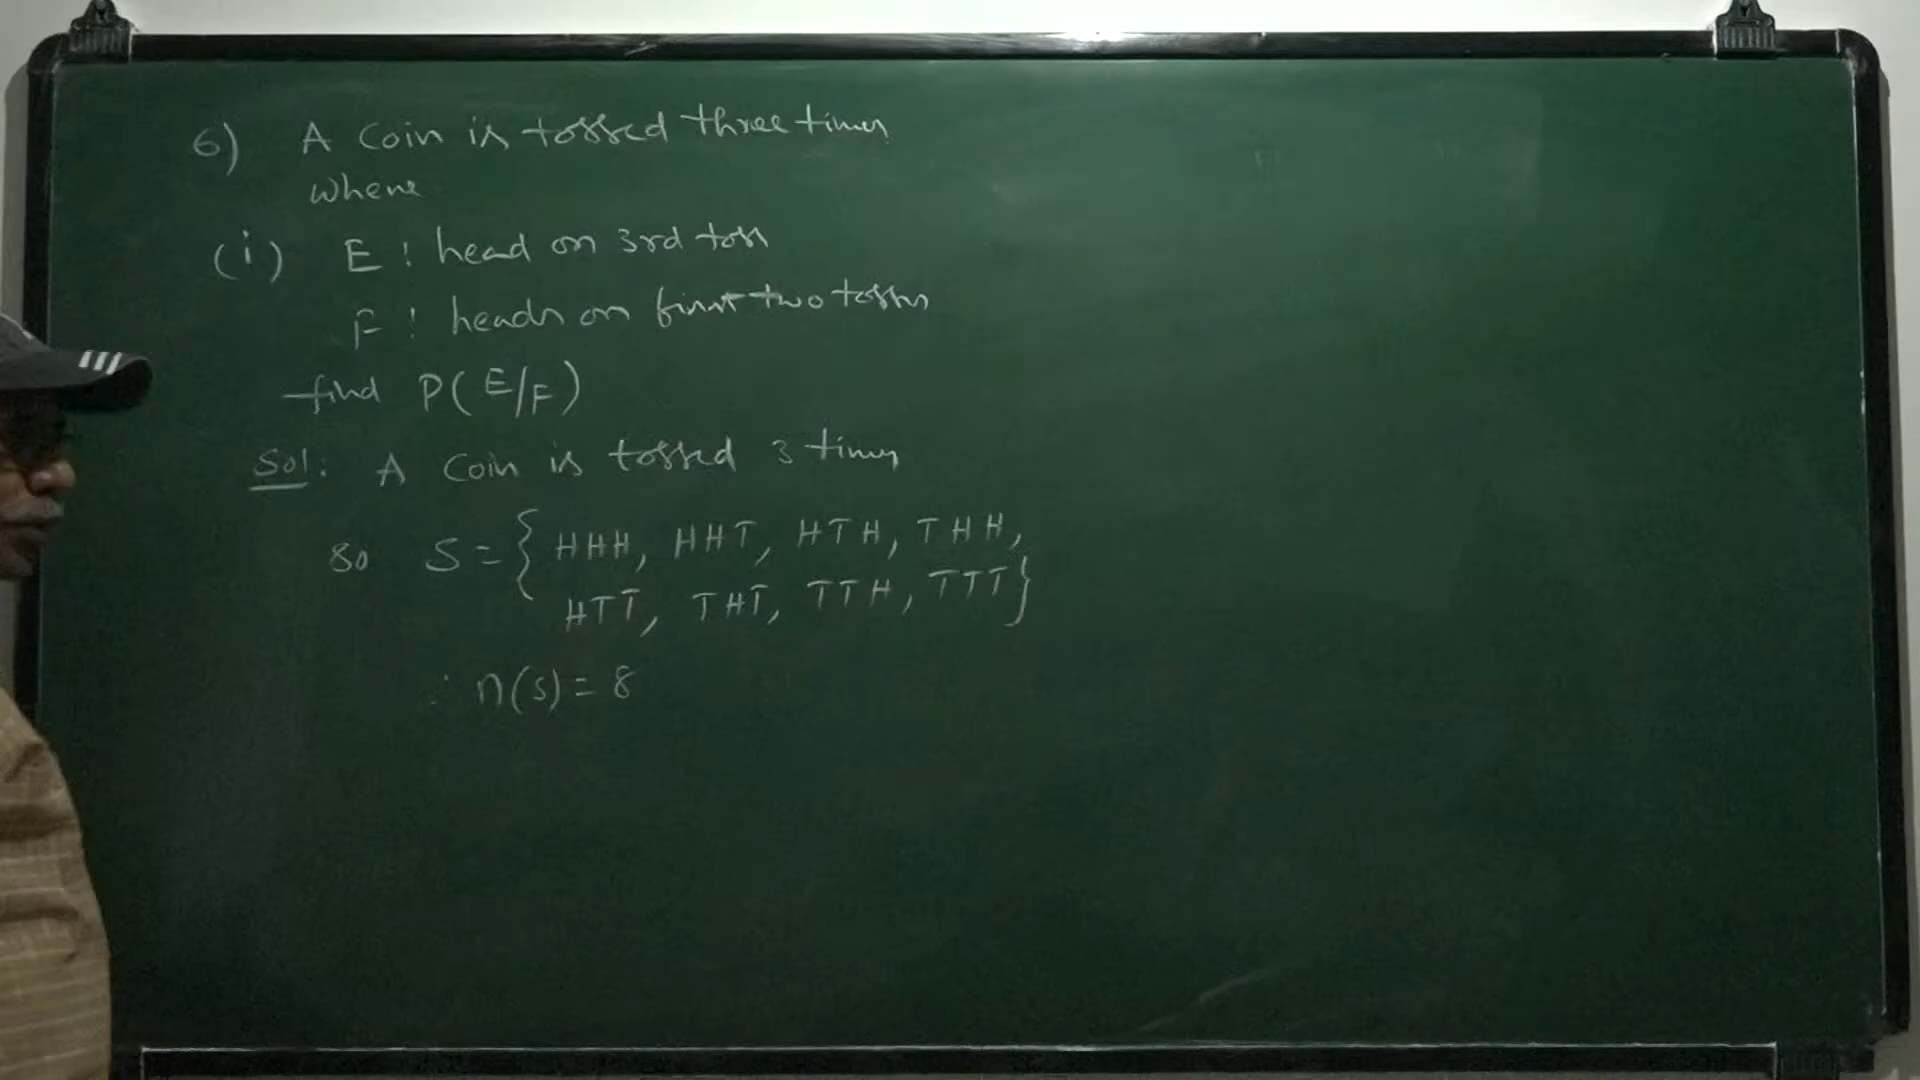 6) A Coin is tossed three times
where
(i) E : head on 3rd toss
F : heads on first two tosses
find P(E/F)
Sol: A Coin is tossed 3 times
So S = { HHH, HHT, HTH, THH,
HTT, THT, TTH, TTT}
∴ n(s) = 8